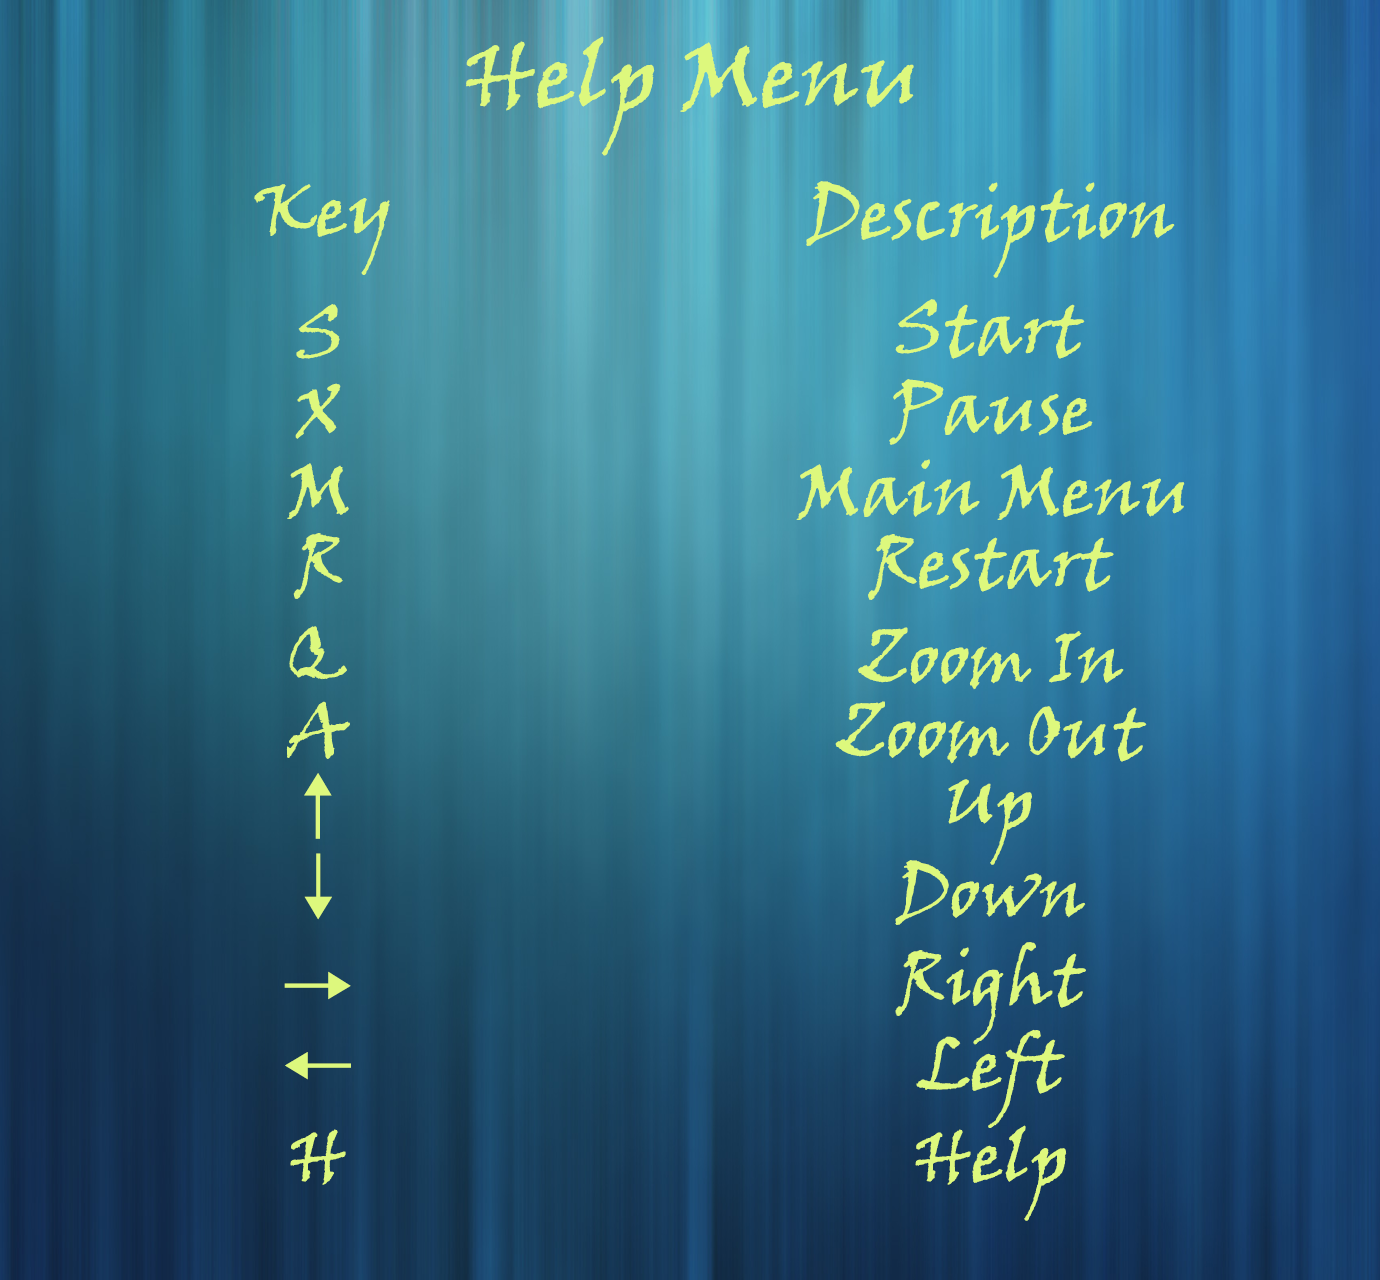 Help Menu
Key Description
S Start
X Pause
M Main Menu
R Restart
Q Zoom In
A Zoom Out
↑ Up
↓ Down
→ Right
← Left
H Help